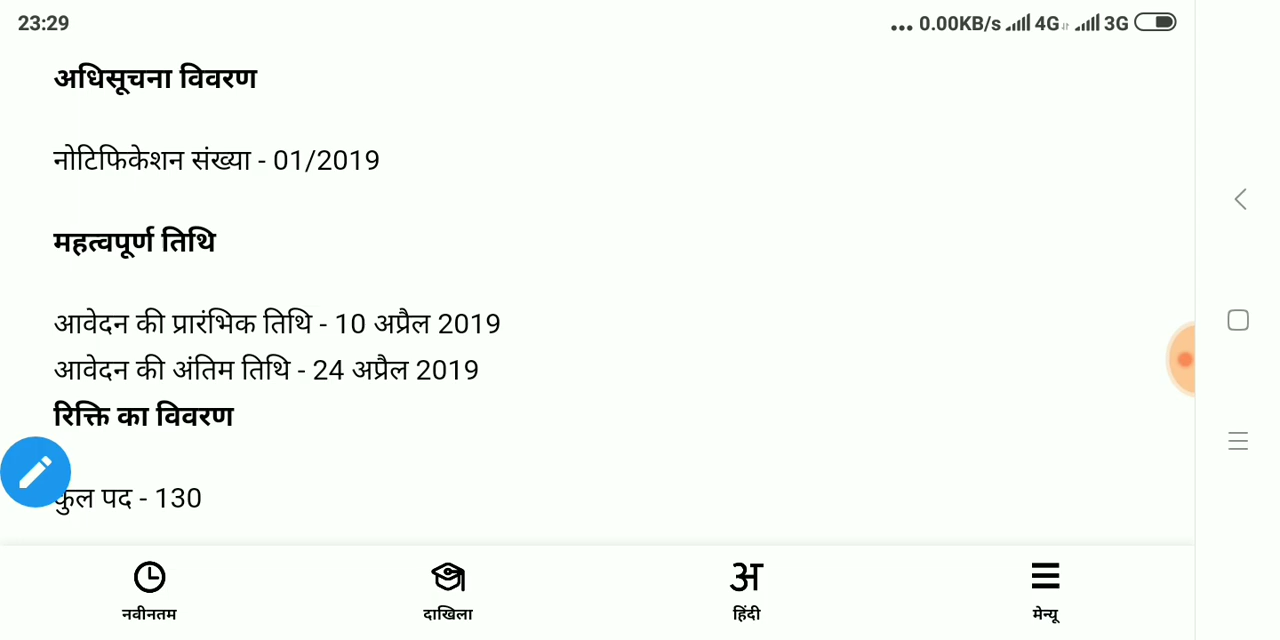 23:29
... 0.00KB/s 4G 3G
अधिसूचना विवरण
नोटिफिकेशन संख्या - 01/2019
महत्वपूर्ण तिथि
आवेदन की प्रारंभिक तिथि - 10 अप्रैल 2019
आवेदन की अंतिम तिथि - 24 अप्रैल 2019
रिक्ति का विवरण
कुल पद - 130
नवीनतम
दाखिला
अ
हिंदी
मेन्यू